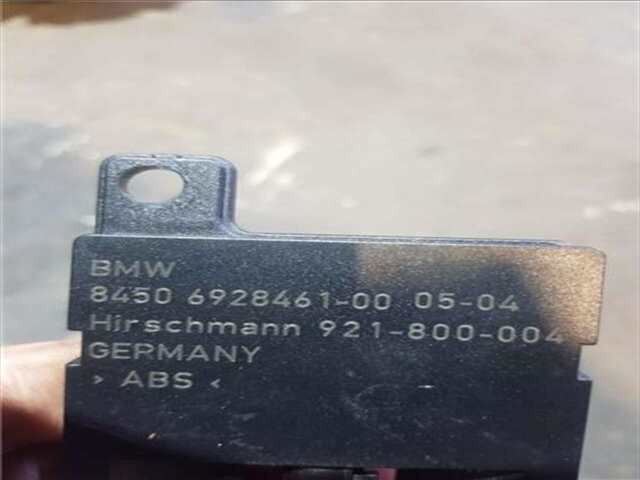 BMW
8450 6928461-00 05-04
Hirschmann 921-800-004
GERMANY
> ABS <